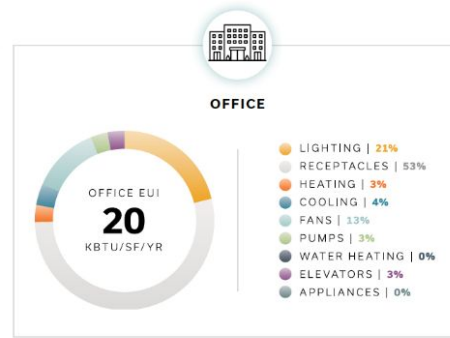 OFFICE
OFFICE EUI
20
KBTU/SF/YR
LIGHTING | 21%
RECEPTACLES | 53%
HEATING | 3%
COOLING | 4%
FANS | 13%
PUMPS | 3%
WATER HEATING | 0%
ELEVATORS | 3%
APPLIANCES | 0%